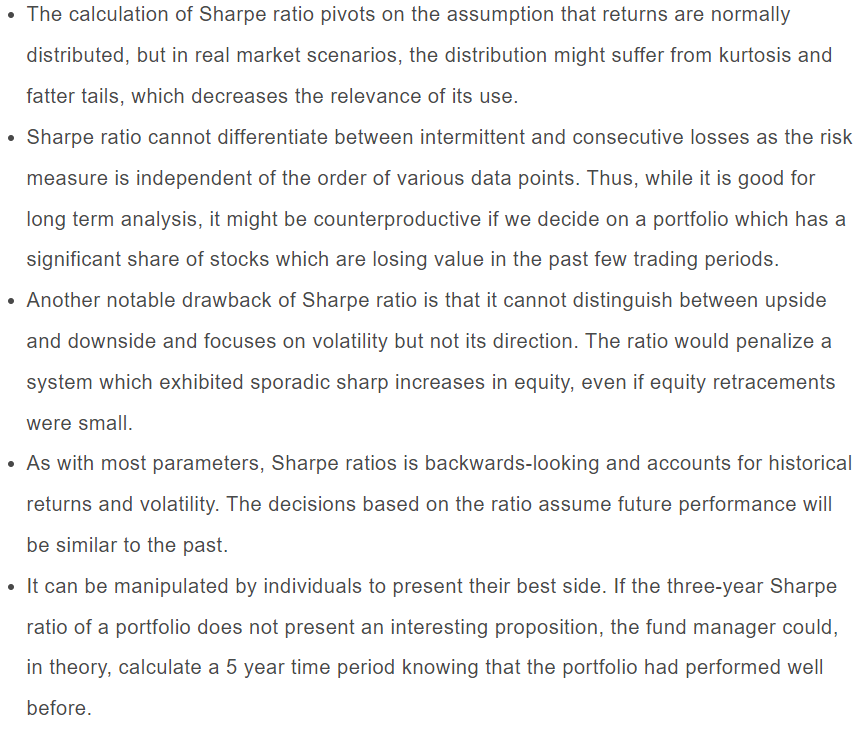 • The calculation of Sharpe ratio pivots on the assumption that returns are normally
distributed, but in real market scenarios, the distribution might suffer from kurtosis and
fatter tails, which decreases the relevance of its use.
• Sharpe ratio cannot differentiate between intermittent and consecutive losses as the risk
measure is independent of the order of various data points. Thus, while it is good for
long term analysis, it might be counterproductive if we decide on a portfolio which has a
significant share of stocks which are losing value in the past few trading periods.
• Another notable drawback of Sharpe ratio is that it cannot distinguish between upside
and downside and focuses on volatility but not its direction. The ratio would penalize a
system which exhibited sporadic sharp increases in equity, even if equity retracements
were small.
• As with most parameters, Sharpe ratios is backwards-looking and accounts for historical
returns and volatility. The decisions based on the ratio assume future performance will
be similar to the past.
• It can be manipulated by individuals to present their best side. If the three-year Sharpe
ratio of a portfolio does not present an interesting proposition, the fund manager could,
in theory, calculate a 5 year time period knowing that the portfolio had performed well
before.